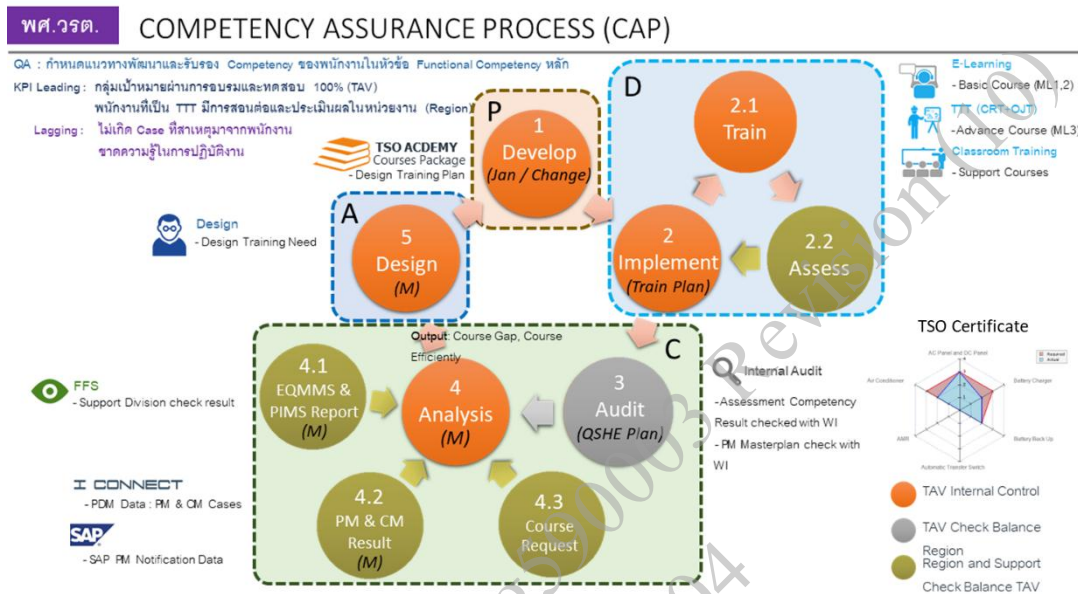 พศ.วรต.
COMPETENCY ASSURANCE PROCESS (CAP)
QA : กำหนดแนวทางพัฒนาและรับรอง Competency ของพนักงานในหัวข้อ Functional Competency หลัก
KPI Leading : กลุ่มเป้าหมายผ่านการอบรมและทดสอบ 100% (TAV)
พนักงานที่เป็น TTT มีการสอนต่อและประเมินผลในหน่วยงาน (Region)
Lagging : ไม่เกิด Case ที่สาเหตุมาจากพนักงาน
ขาดความรู้ในการปฏิบัติงาน
TSO ACDEMY
Courses Package
- Design Training Plan
P
1
Develop
(Jan / Change)
D
2.1
Train
2
Implement
(Train Plan)
2.2
Assess
E-Learning
- Basic Course (ML1,2)
TTT (CRT+OJT)
-Advance Course (ML3)
Classroom Training
- Support Courses
Design
- Design Training Need
A
5
Design
(M)
Output: Course Gap, Course
Efficiently
C
4.1
EQMMS &
PIMS Report
(M)
4
Analysis
(M)
3
Audit
(QSHE Plan)
4.2
PM & CM
Result
(M)
4.3
Course
Request
FFS
- Support Division check result
I CONNECT
- PDM Data : PM & CM Cases
SAP
- SAP PM Notification Data
Internal Audit
-Assessment Competency
Result checked with WI
- PM Masterplan check with
WI
TSO Certificate
AC Panel and DC Panel
Required
Actual
Air Conditioner
Battery Charger
AMR
Battery Back Up
Automatic Transfer Switch
TAV Internal Control
TAV Check Balance
Region
Region and Support
Check Balance TAV
Revision (10)